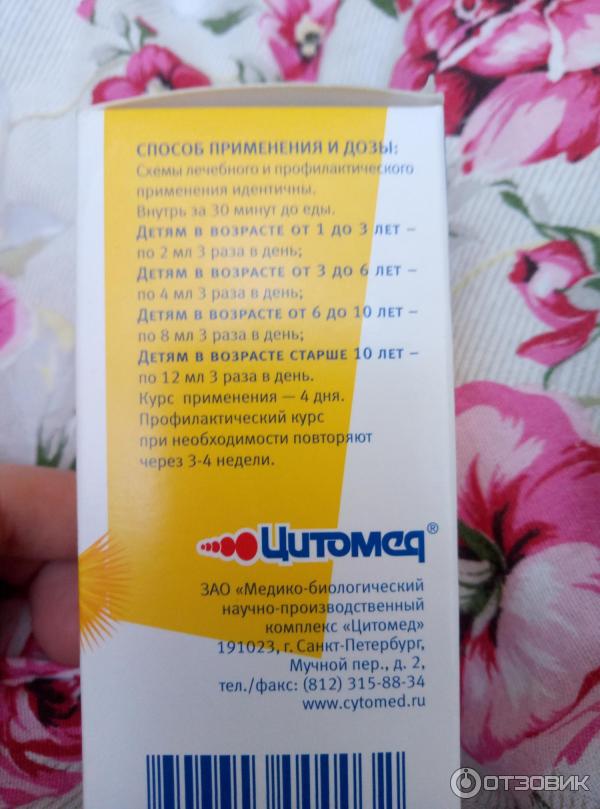 СПОСОБ ПРИМЕНЕНИЯ И ДОЗЫ:
Схемы лечебного и профилактического
применения идентичны.
Внутрь за 30 минут до еды.
ДЕТЯМ В ВОЗРАСТЕ ОТ 1 ДО 3 ЛЕТ –
по 2 мл 3 раза в день;
ДЕТЯМ В ВОЗРАСТЕ ОТ 3 ДО 6 ЛЕТ –
по 4 мл 3 раза в день;
ДЕТЯМ В ВОЗРАСТЕ ОТ 6 ДО 10 ЛЕТ –
по 8 мл 3 раза в день;
ДЕТЯМ В ВОЗРАСТЕ СТАРШЕ 10 ЛЕТ –
по 12 мл 3 раза в день.
Курс применения — 4 дня.
Профилактический курс
при необходимости повторяют
через 3-4 недели.
Цитомед®
ЗАО «Медико-биологический
научно-производственный
комплекс «Цитомед»
191023, г. Санкт-Петербург,
Мучной пер., д. 2,
тел./факс: (812) 315-88-34
www.cytomed.ru
ОТЗОВИК